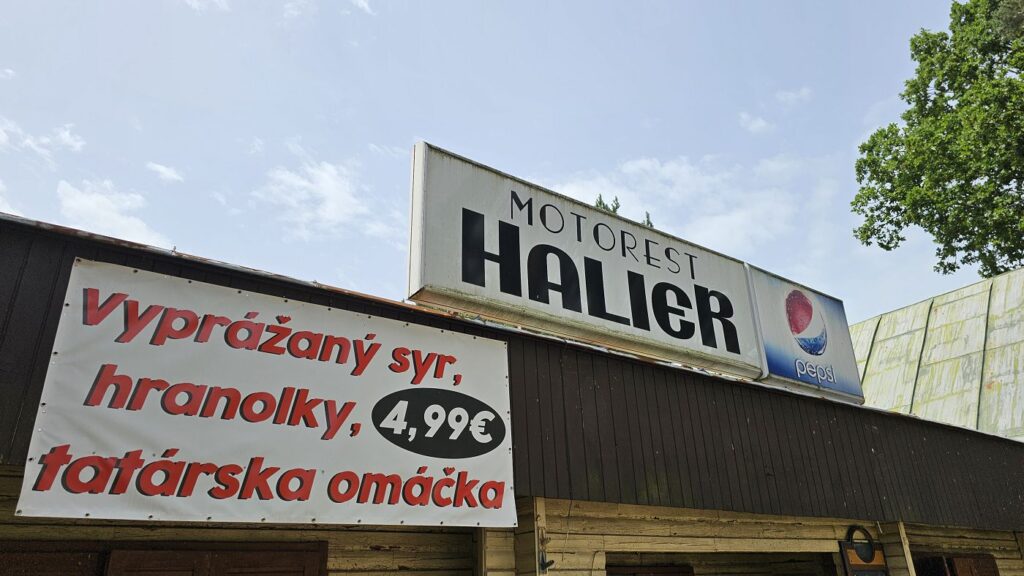 MOTOREST
HALIER
pepsi
Vyprážaný syr,
hranolky, 4,99€
tatárska omáčka